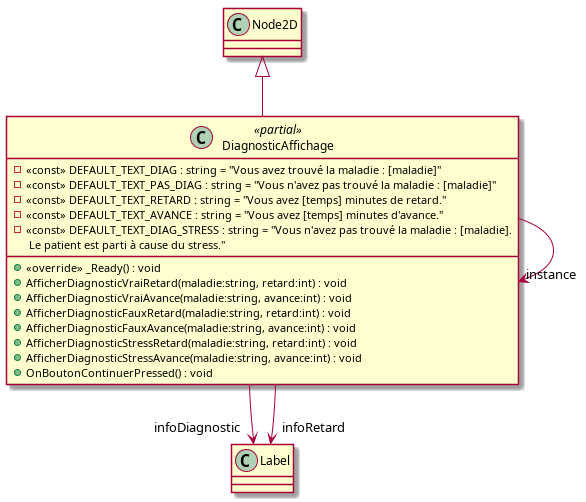 C Node2D
C «partial»
DiagnosticAffichage
«const» DEFAULT_TEXT_DIAG : string = "Vous avez trouvé la maladie : [maladie]"
«const» DEFAULT_TEXT_PAS_DIAG : string = "Vous n'avez pas trouvé la maladie : [maladie]"
«const» DEFAULT_TEXT_RETARD : string = "Vous avez [temps] minutes de retard."
«const» DEFAULT_TEXT_AVANCE : string = "Vous avez [temps] minutes d'avance."
«const» DEFAULT_TEXT_DIAG_STRESS : string = "Vous n'avez pas trouvé la maladie : [maladie].
Le patient est parti à cause du stress."
«override» _Ready() : void
AfficherDiagnosticVraiRetard(maladie:string, retard:int) : void
AfficherDiagnosticVraiAvance(maladie:string, avance:int) : void
AfficherDiagnosticFauxRetard(maladie:string, retard:int) : void
AfficherDiagnosticFauxAvance(maladie:string, avance:int) : void
AfficherDiagnosticStressRetard(maladie:string, retard:int) : void
AfficherDiagnosticStressAvance(maladie:string, avance:int) : void
OnBoutonContinuerPressed() : void
instance
infoDiagnostic
infoRetard
C Label